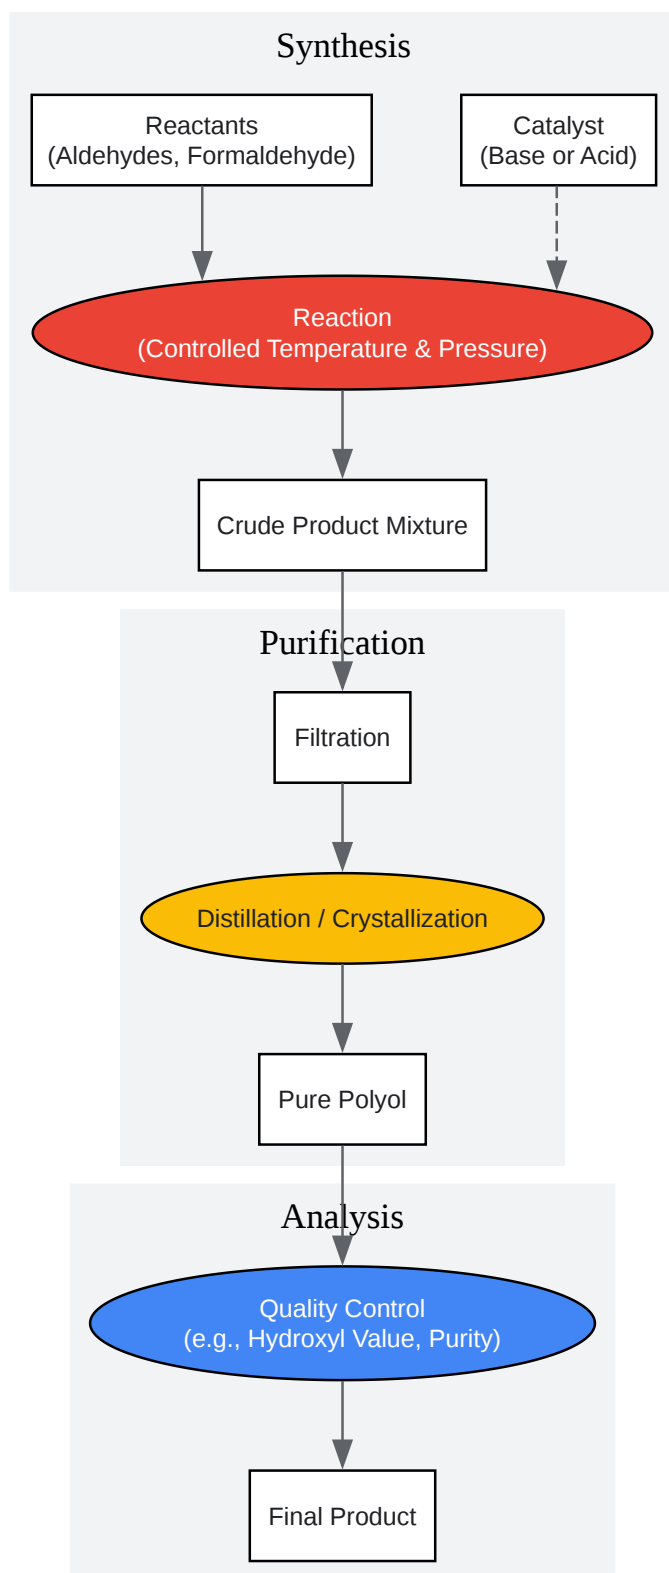 Synthesis
Reactants
(Aldehydes, Formaldehyde)
Catalyst
(Base or Acid)
Reaction
(Controlled Temperature & Pressure)
Crude Product Mixture
Purification
Filtration
Distillation / Crystallization
Pure Polyol
Analysis
Quality Control
(e.g., Hydroxyl Value, Purity)
Final Product